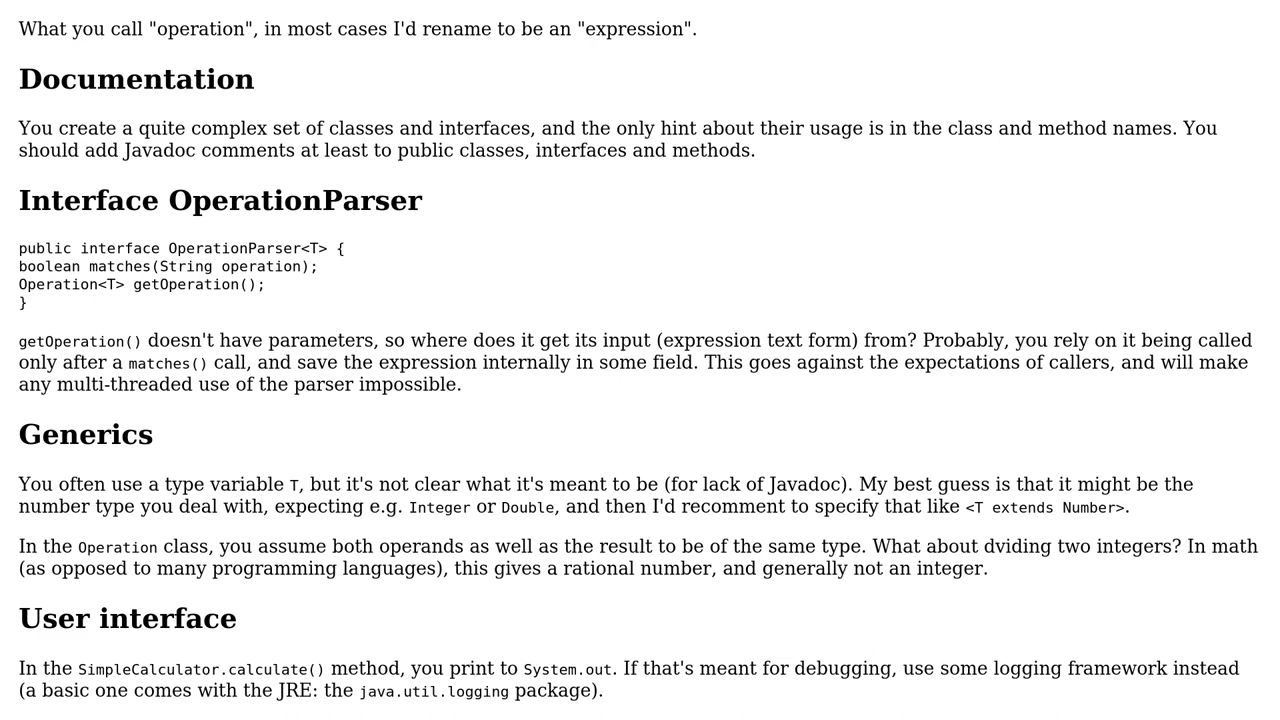 What you call "operation", in most cases I'd rename to be an "expression".
Documentation
You create a quite complex set of classes and interfaces, and the only hint about their usage is in the class and method names. You
should add Javadoc comments at least to public classes, interfaces and methods.
Interface OperationParser
public interface OperationParser<T> {
boolean matches(String operation);
Operation<T> getOperation();
}
getOperation() doesn't have parameters, so where does it get its input (expression text form) from? Probably, you rely on it being called
only after a matches() call, and save the expression internally in some field. This goes against the expectations of callers, and will make
any multi-threaded use of the parser impossible.
Generics
You often use a type variable T, but it's not clear what it's meant to be (for lack of Javadoc). My best guess is that it might be the
number type you deal with, expecting e.g. Integer or Double, and then I'd recomment to specify that like <T extends Number>.
In the Operation class, you assume both operands as well as the result to be of the same type. What about dviding two integers? In math
(as opposed to many programming languages), this gives a rational number, and generally not an integer.
User interface
In the SimpleCalculator.calculate() method, you print to System.out. If that's meant for debugging, use some logging framework instead
(a basic one comes with the JRE: the java.util.logging package).